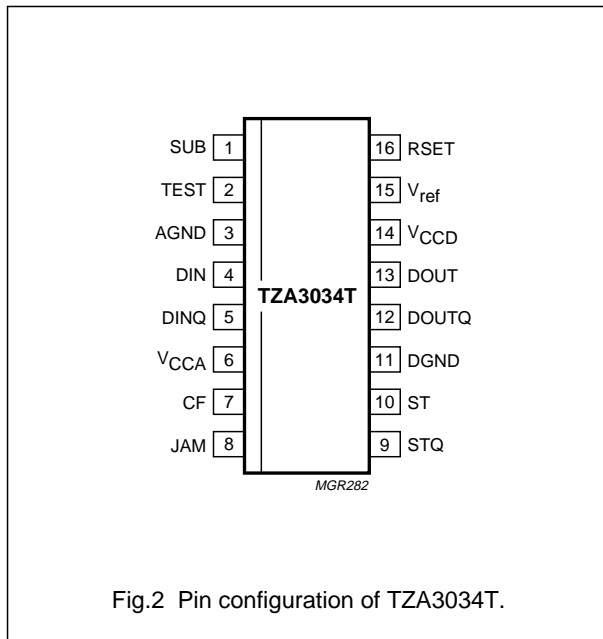 SUB 1
TEST 2
AGND 3
DIN 4
DINQ 5
VCCA 6
CF 7
JAM 8
TZA3034T
16 RSET
15 Vref
14 VCCD
13 DOUT
12 DOUTQ
11 DGND
10 ST
9 STQ
MGR282
Fig.2 Pin configuration of TZA3034T.